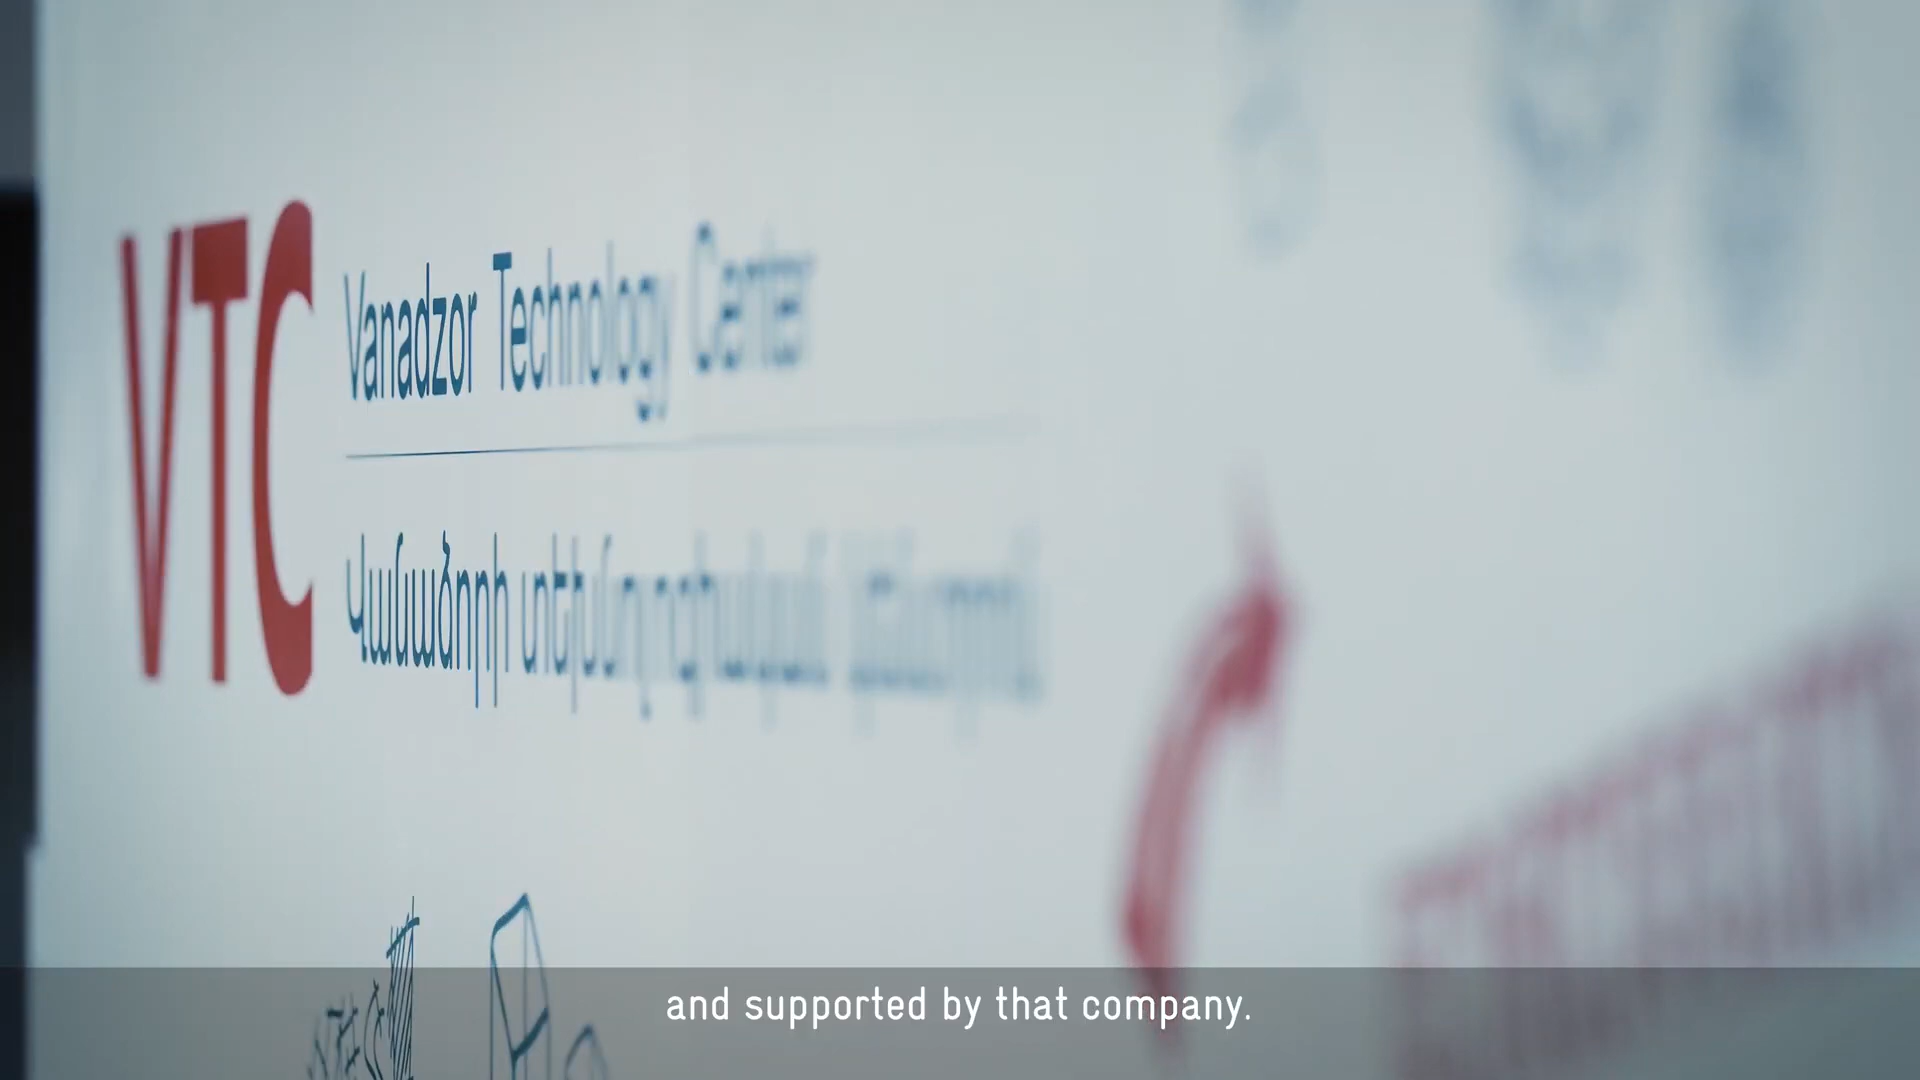 VTC
Vanadzor Technology Center
Վանաձորի տեխնոլոգիական կենտրոն
and supported by that company.